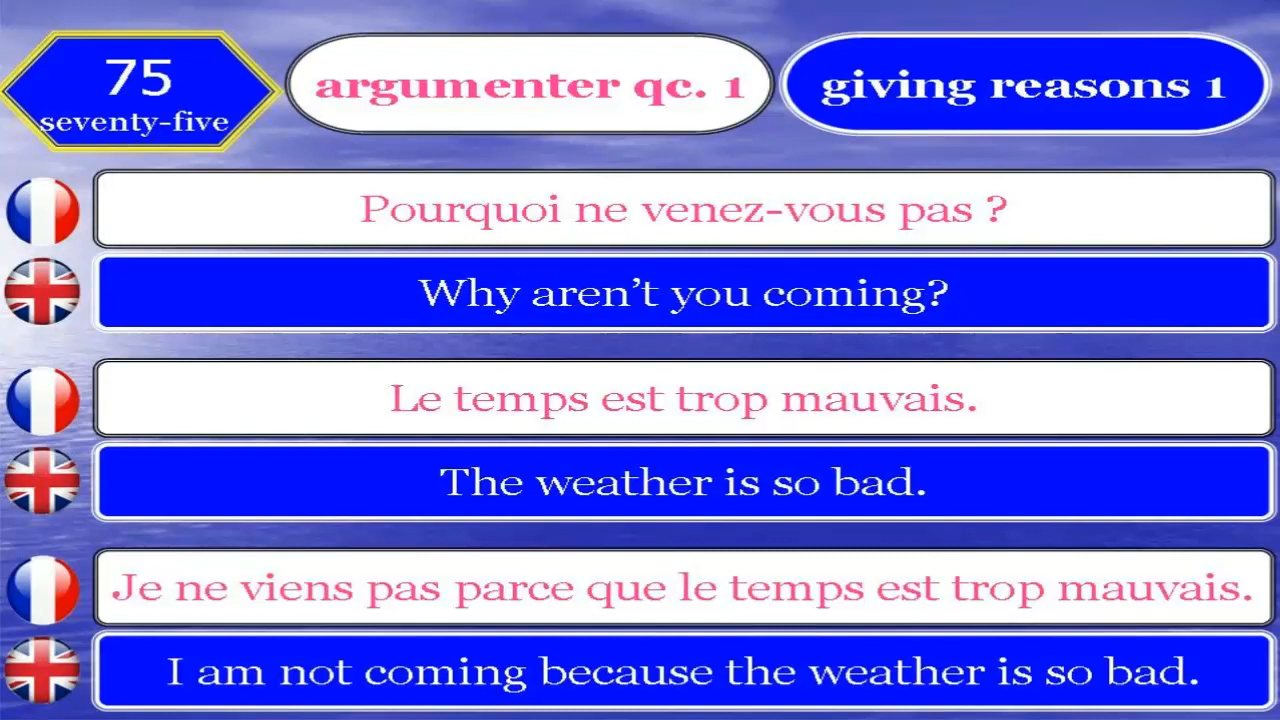 75
seventy-five
argumenter qc. 1
giving reasons 1
Pourquoi ne venez-vous pas ?
Why aren’t you coming?
Le temps est trop mauvais.
The weather is so bad.
Je ne viens pas parce que le temps est trop mauvais.
I am not coming because the weather is so bad.